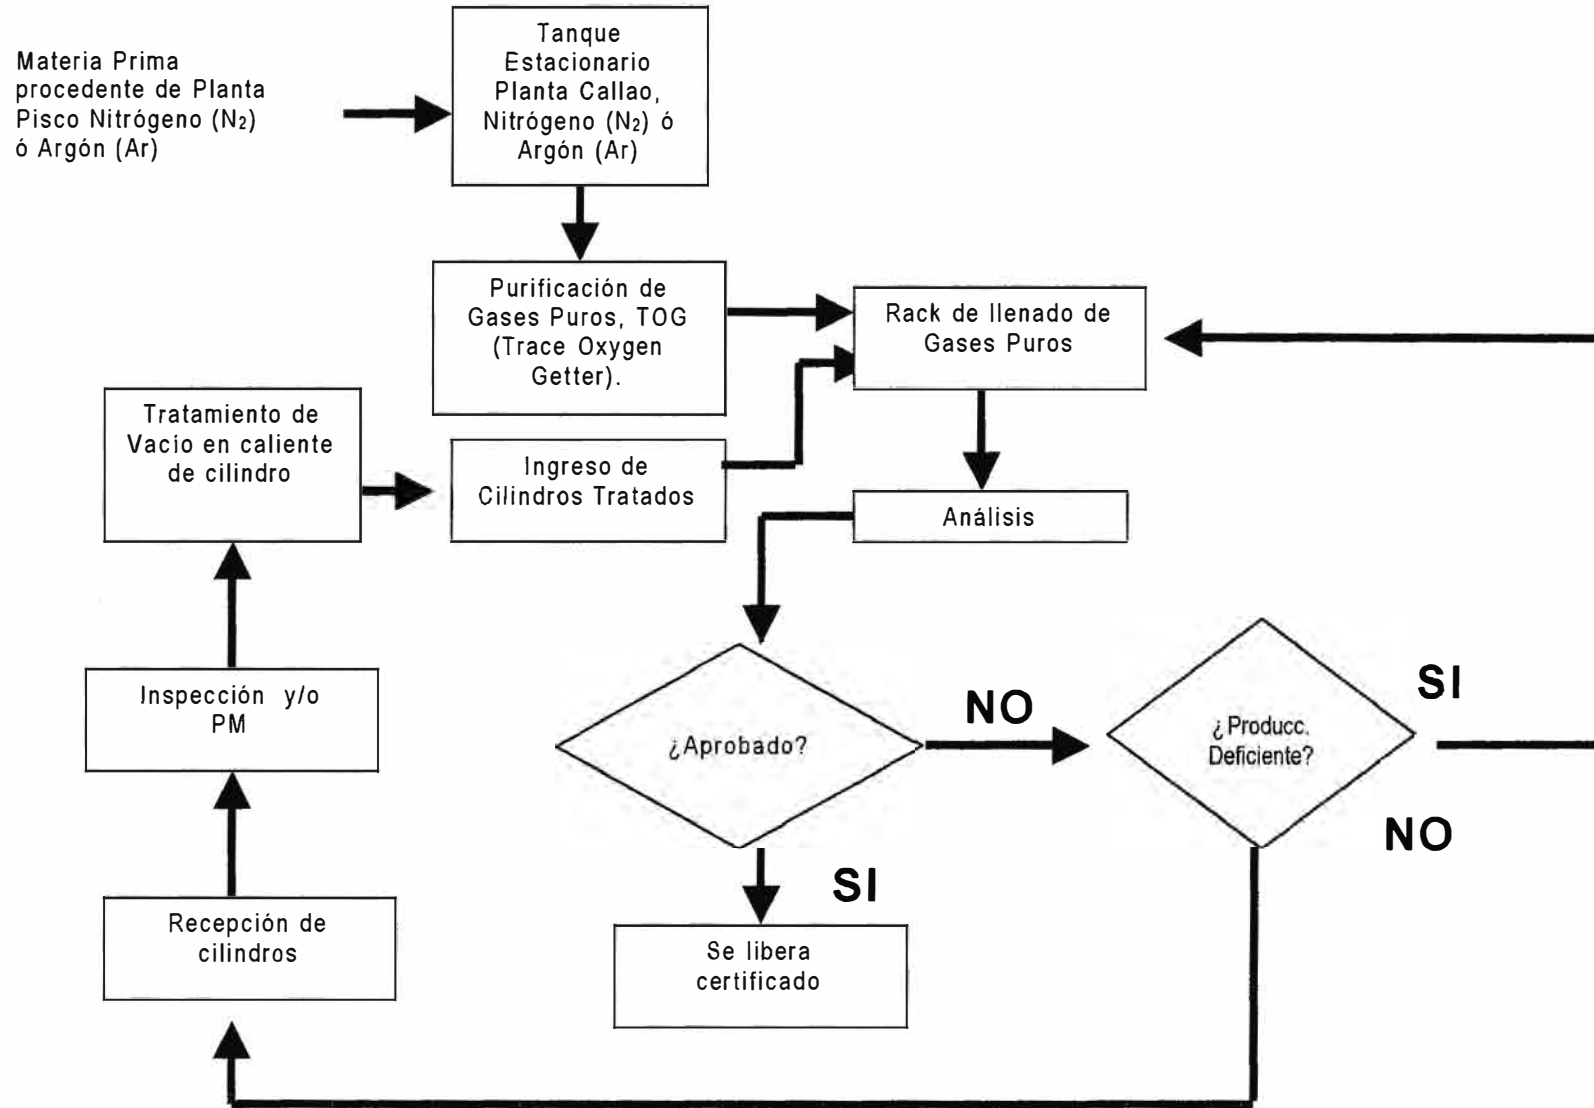 Materia Prima
procedente de Planta
Pisco Nitrógeno (N₂)
ó Argón (Ar)
Tanque
Estacionario
Planta Callao,
Nitrógeno (N₂) ó
Argón (Ar)
Purificación de
Gases Puros, TOG
(Trace Oxygen
Getter).
Rack de llenado de
Gases Puros
Tratamiento de
Vacio en caliente
de cilindro
Ingreso de
Cilindros Tratados
Análisis
Inspección y/o
PM
¿Aprobado?
NO
¿Producc.
Deficiente?
SI
NO
SI
Recepción de
cilindros
Se libera
certificado